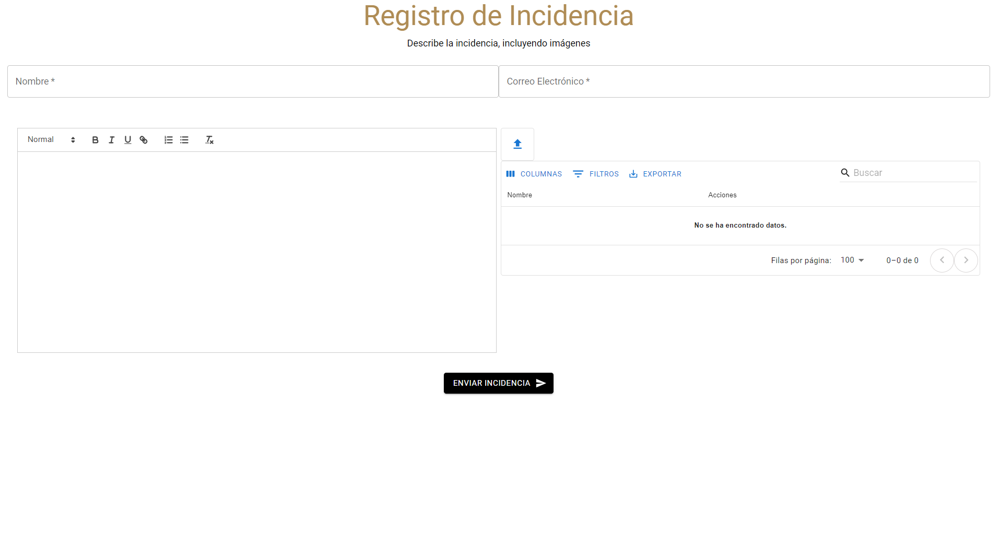 Registro de Incidencia
Describe la incidencia, incluyendo imágenes
Nombre *
Correo Electrónico *
Normal
COLUMNAS FILTROS EXPORTAR Buscar
Nombre Acciones
No se ha encontrado datos.
Filas por página: 100 0–0 de 0
ENVIAR INCIDENCIA